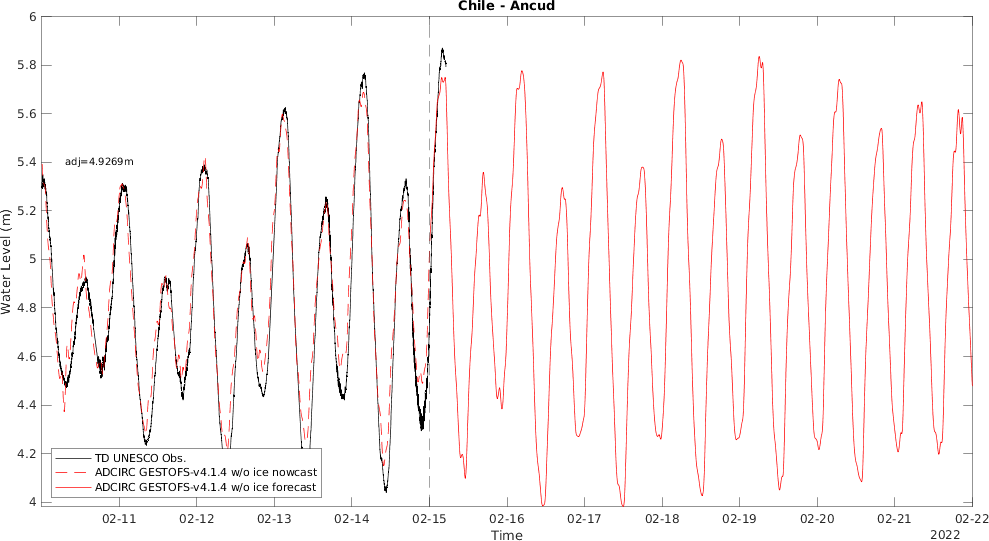 Chile - Ancud
6
5.8
5.6
5.4
5.2
5
4.8
4.6
4.4
4.2
4
Water Level (m)
adj=4.9269m
TD UNESCO Obs.
ADCIRC GESTOFS-v4.1.4 w/o ice nowcast
ADCIRC GESTOFS-v4.1.4 w/o ice forecast
02-11 02-12 02-13 02-14 02-15 02-16 02-17 02-18 02-19 02-20 02-21 02-22
Time
2022